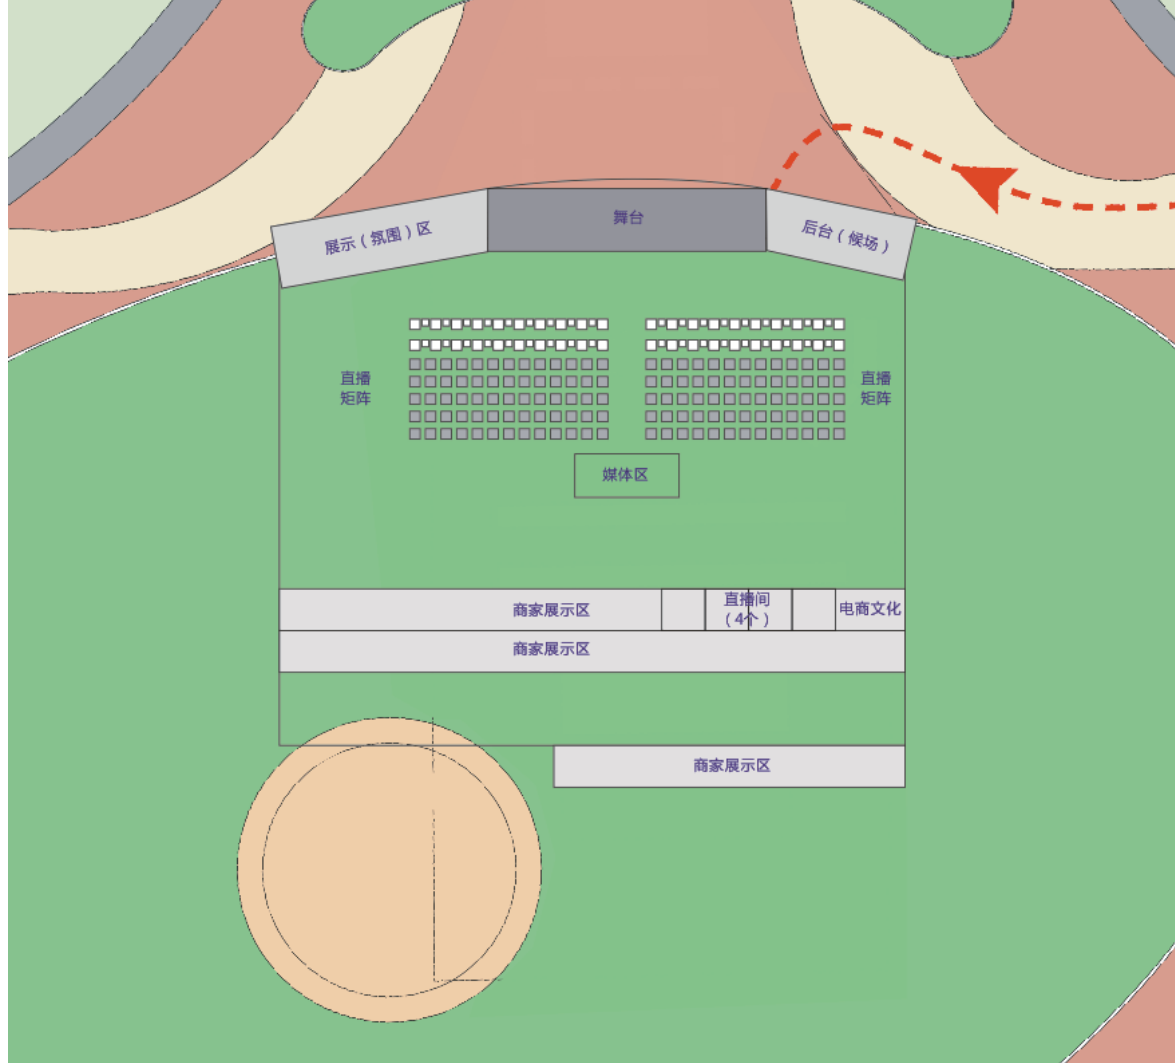 舞台
展示（氛围）区
后台（候场）
直播
矩阵
直播
矩阵
媒体区
商家展示区
直播间
（4个）
电商文化
商家展示区
商家展示区